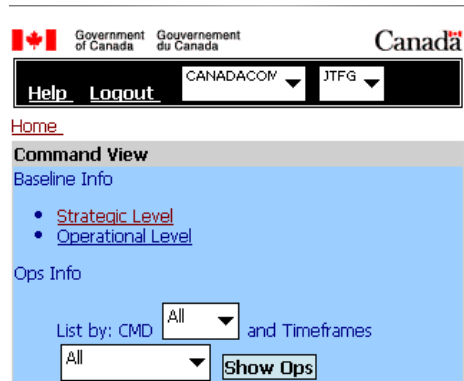 Government Gouvernement
of Canada du Canada
Canada
Help Logout CANADACOM JTFG
Home
Command View
Baseline Info
Strategic Level
Operational Level
Ops Info
List by: CMD All and Timeframes
All Show Ops